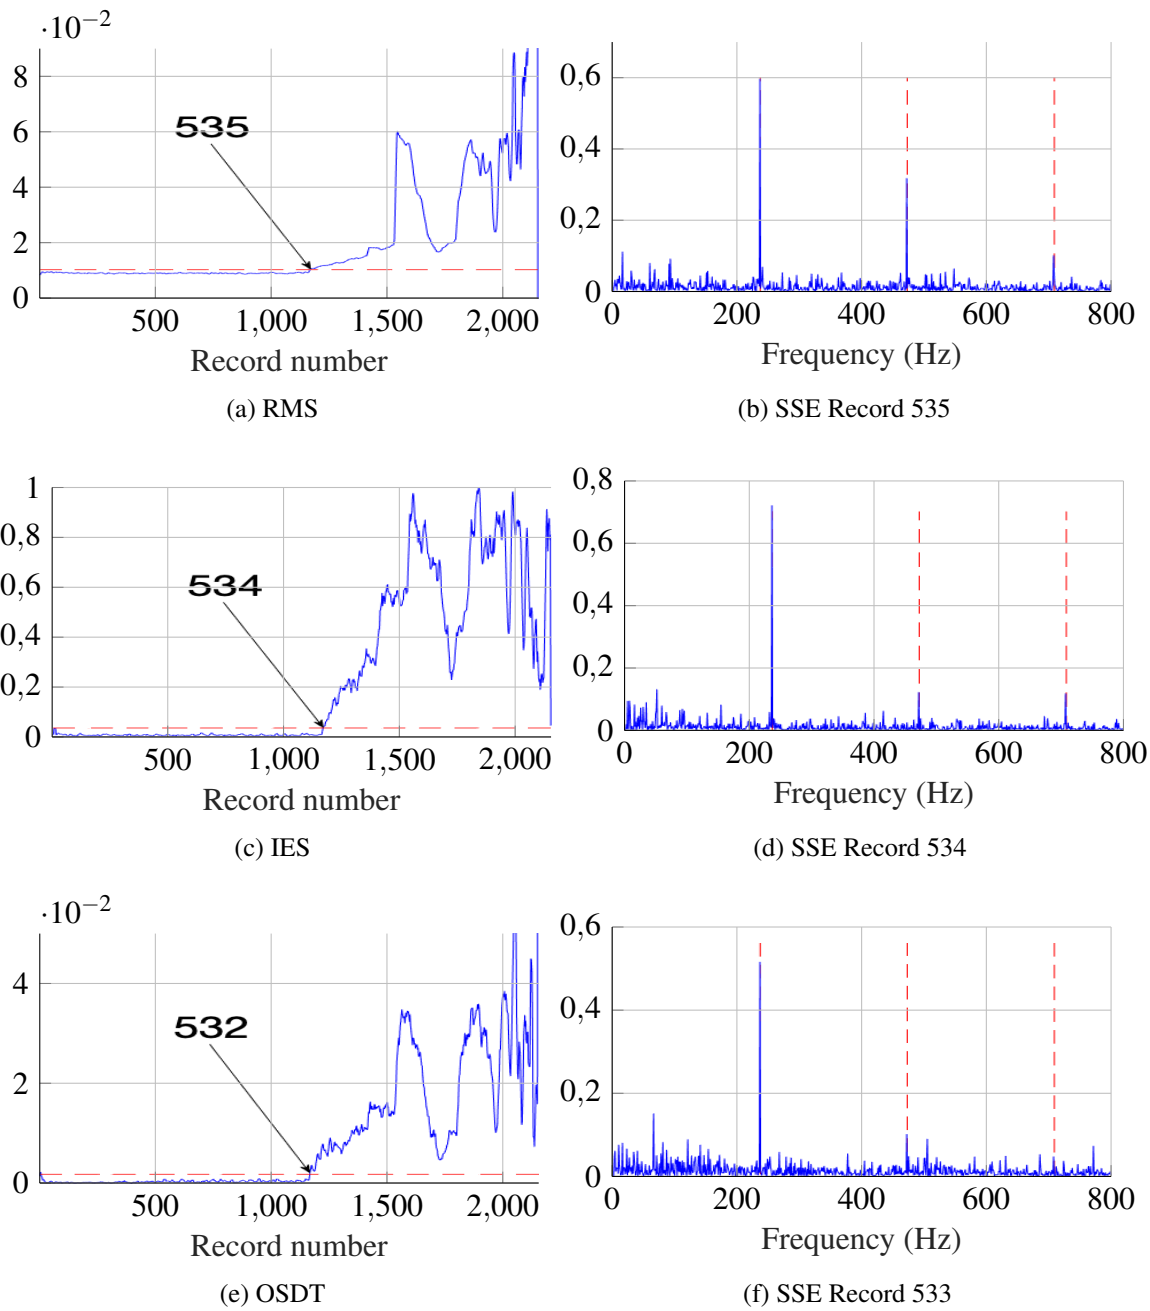 ·10−2
8
6
4
2
0
535
500 1,000 1,500 2,000
Record number
(a) RMS
0,6
0,4
0,2
0
0 200 400 600 800
Frequency (Hz)
(b) SSE Record 535
1
0,8
0,6
0,4
0,2
0
534
500 1,000 1,500 2,000
Record number
(c) IES
0,8
0,6
0,4
0,2
0
0 200 400 600 800
Frequency (Hz)
(d) SSE Record 534
·10−2
4
2
0
532
500 1,000 1,500 2,000
Record number
(e) OSDT
0,6
0,4
0,2
0
0 200 400 600 800
Frequency (Hz)
(f) SSE Record 533